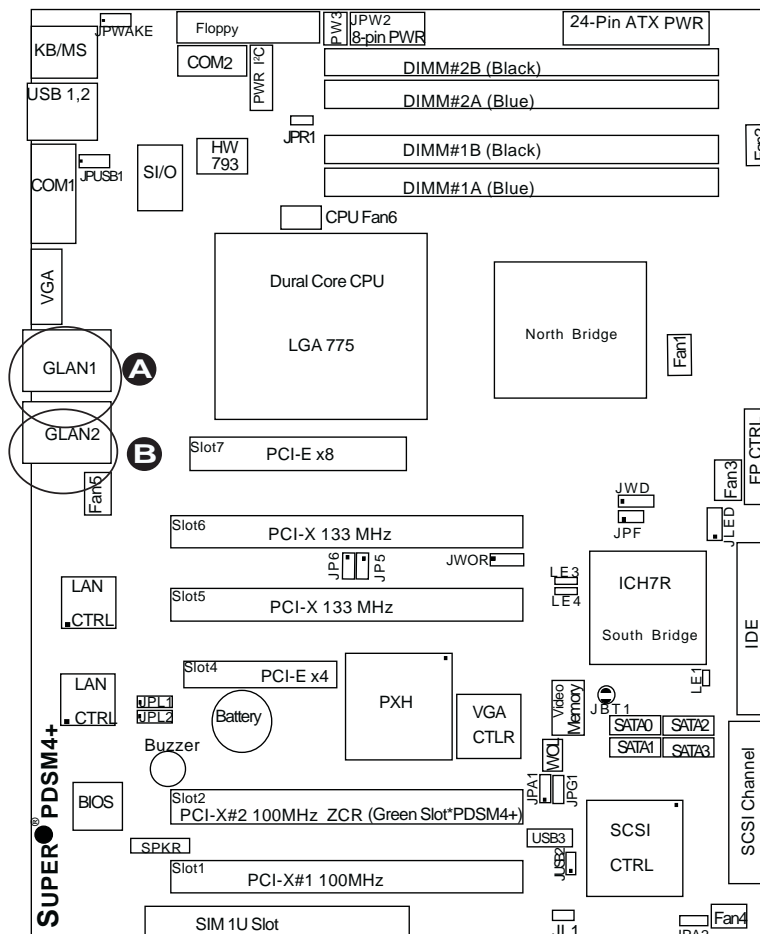 JPWAKE
Floppy
PW3
JPW2
8-pin PWR
24-Pin ATX PWR
KB/MS
COM2
PWR I²C
DIMM#2B (Black)
USB 1,2
DIMM#2A (Blue)
JPR1
Fan2
HW
793
DIMM#1B (Black)
COM1
JPUSB1
SI/O
DIMM#1A (Blue)
CPU Fan6
VGA
Dural Core CPU
LGA 775
North Bridge
Fan1
GLAN1
A
GLAN2
B
Slot7
PCI-E x8
Fan5
FP CTRL
Fan3
JWD
JPF
JLED
Slot6
PCI-X 133 MHz
JP6
JP5
JWOR
LE3
LE4
ICH7R
South Bridge
IDE
LAN
CTRL
Slot5
PCI-X 133 MHz
Slot4
PCI-E x4
PXH
LE1
LAN
CTRL
JPL1
JPL2
Battery
VGA
CTLR
Video
Memory
JBT1
SATA0
SATA2
SATA1
SATA3
Buzzer
WOL
JPA1
JPG1
SCSI Channel
BIOS
Slot2
PCI-X#2 100MHz ZCR (Green Slot*PDSM4+)
SCSI
CTRL
USB3
JUSB2
SPKR
Slot1
PCI-X#1 100MHz
SUPER® PDSM4+
SIM 1U Slot
JL1
Fan4